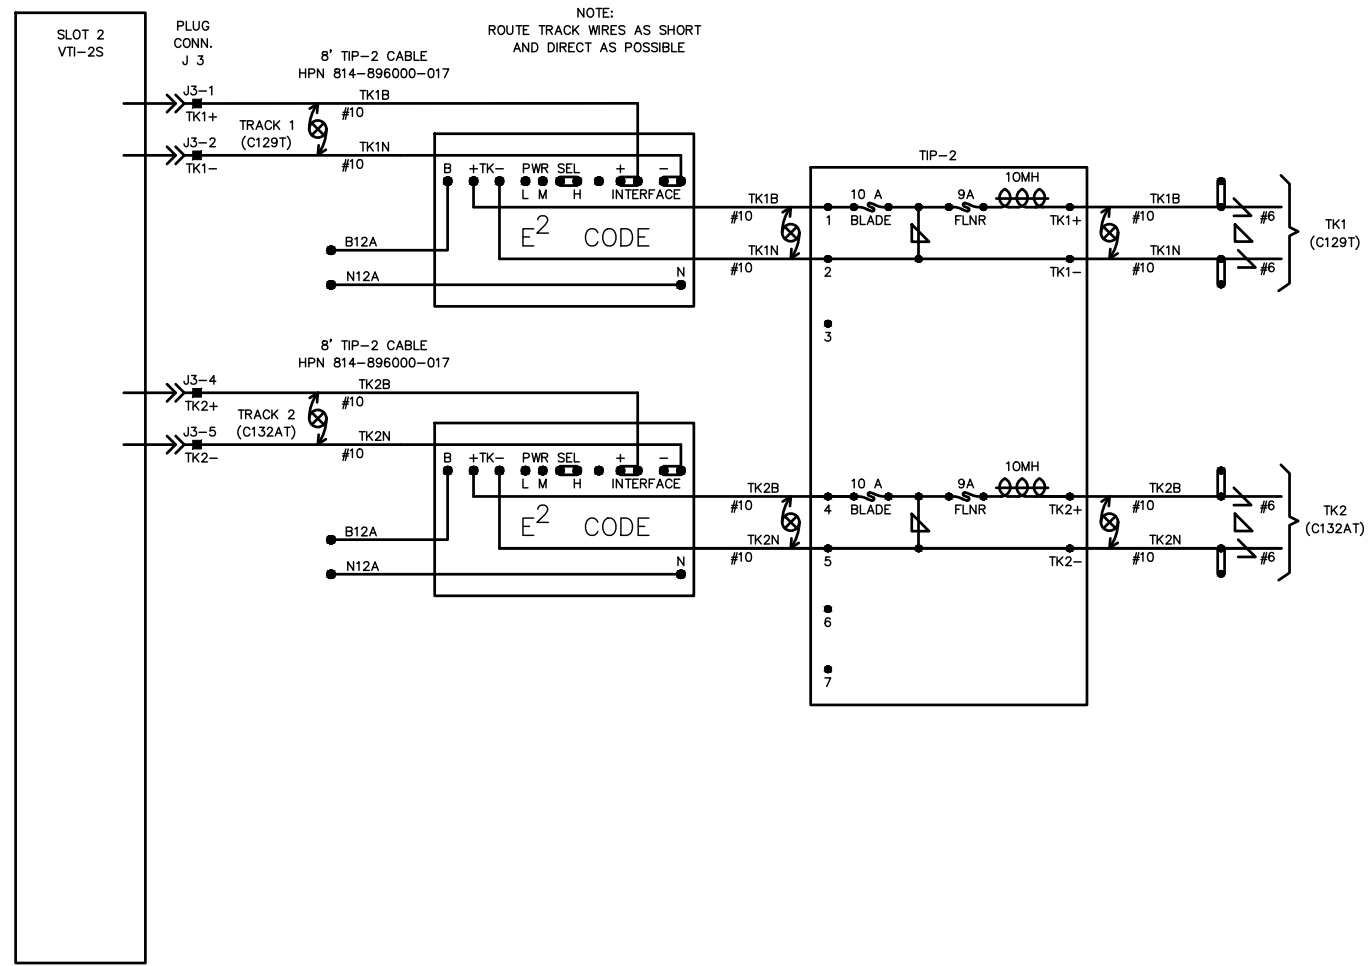 NOTE:
ROUTE TRACK WIRES AS SHORT
AND DIRECT AS POSSIBLE
SLOT 2
VTI-2S
PLUG
CONN.
J 3
8' TIP-2 CABLE
HPN 814-896000-017
J3-1
TK1+
TK1B
#10
TRACK 1
(C129T)
J3-2
TK1-
TK1N
#10
B +TK- PWR SEL + -
L M H INTERFACE
E2 CODE
B12A
N12A
N
TK1B
#10
TK1N
#10
TIP-2
1
10 A
BLADE
9A
FLNR
10MH
TK1+
2
TK1-
3
TK1B
#10
#6
TK1N
#10
#6
TK1
(C129T)
8' TIP-2 CABLE
HPN 814-896000-017
J3-4
TK2+
TK2B
#10
TRACK 2
(C132AT)
J3-5
TK2-
TK2N
#10
B +TK- PWR SEL + -
L M H INTERFACE
E2 CODE
B12A
N12A
N
TK2B
#10
TK2N
#10
4
10 A
BLADE
9A
FLNR
10MH
TK2+
5
TK2-
6
7
TK2B
#10
#6
TK2N
#10
#6
TK2
(C132AT)